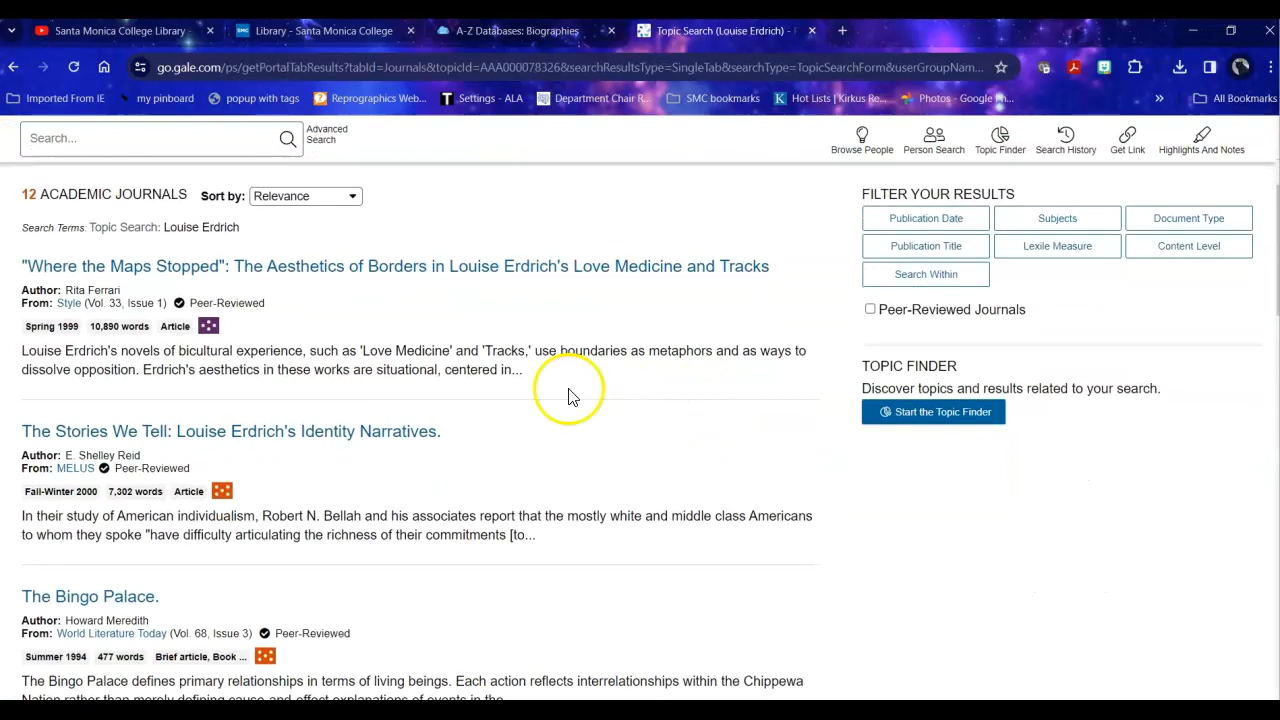 Santa Monica College Library - Library - Santa Monica College A-Z Databases: Biographies Topic Search (Louise Erdrich) -
go.gale.com/ps/getPortalTabResults?tabId=Journals&topicId=AAA000078326&searchResultsType=SingleTab&searchType=TopicSearchForm&userGroupNam...
Imported From IE my pinboard popup with tags Reprographics Web... Settings - ALA Department Chair R... SMC bookmarks Hot Lists | Kirkus Re... Photos - Google » All Bookmarks
Search... Advanced
Search
Browse People Person Search Topic Finder Search History Get Link Highlights And Notes
12 ACADEMIC JOURNALS Sort by: Relevance
Search Terms: Topic Search: Louise Erdrich
"Where the Maps Stopped": The Aesthetics of Borders in Louise Erdrich's Love Medicine and Tracks
Author: Rita Ferrari
From: Style (Vol. 33, Issue 1) Peer-Reviewed
Spring 1999 10,890 words Article
Louise Erdrich's novels of bicultural experience, such as 'Love Medicine' and 'Tracks,' use boundaries as metaphors and as ways to
dissolve opposition. Erdrich's aesthetics in these works are situational, centered in...
The Stories We Tell: Louise Erdrich's Identity Narratives.
Author: E. Shelley Reid
From: MELUS Peer-Reviewed
Fall-Winter 2000 7,302 words Article
In their study of American individualism, Robert N. Bellah and his associates report that the mostly white and middle class Americans
to whom they spoke "have difficulty articulating the richness of their commitments [to...
The Bingo Palace.
Author: Howard Meredith
From: World Literature Today (Vol. 68, Issue 3) Peer-Reviewed
Summer 1994 477 words Brief article, Book ...
The Bingo Palace defines primary relationships in terms of living beings. Each action reflects interrelationships within the Chippewa
Nation rather than merely defining cause-and-effect explanations of events in the
FILTER YOUR RESULTS
Publication Date Subjects Document Type
Publication Title Lexile Measure Content Level
Search Within
Peer-Reviewed Journals
TOPIC FINDER
Discover topics and results related to your search.
Start the Topic Finder